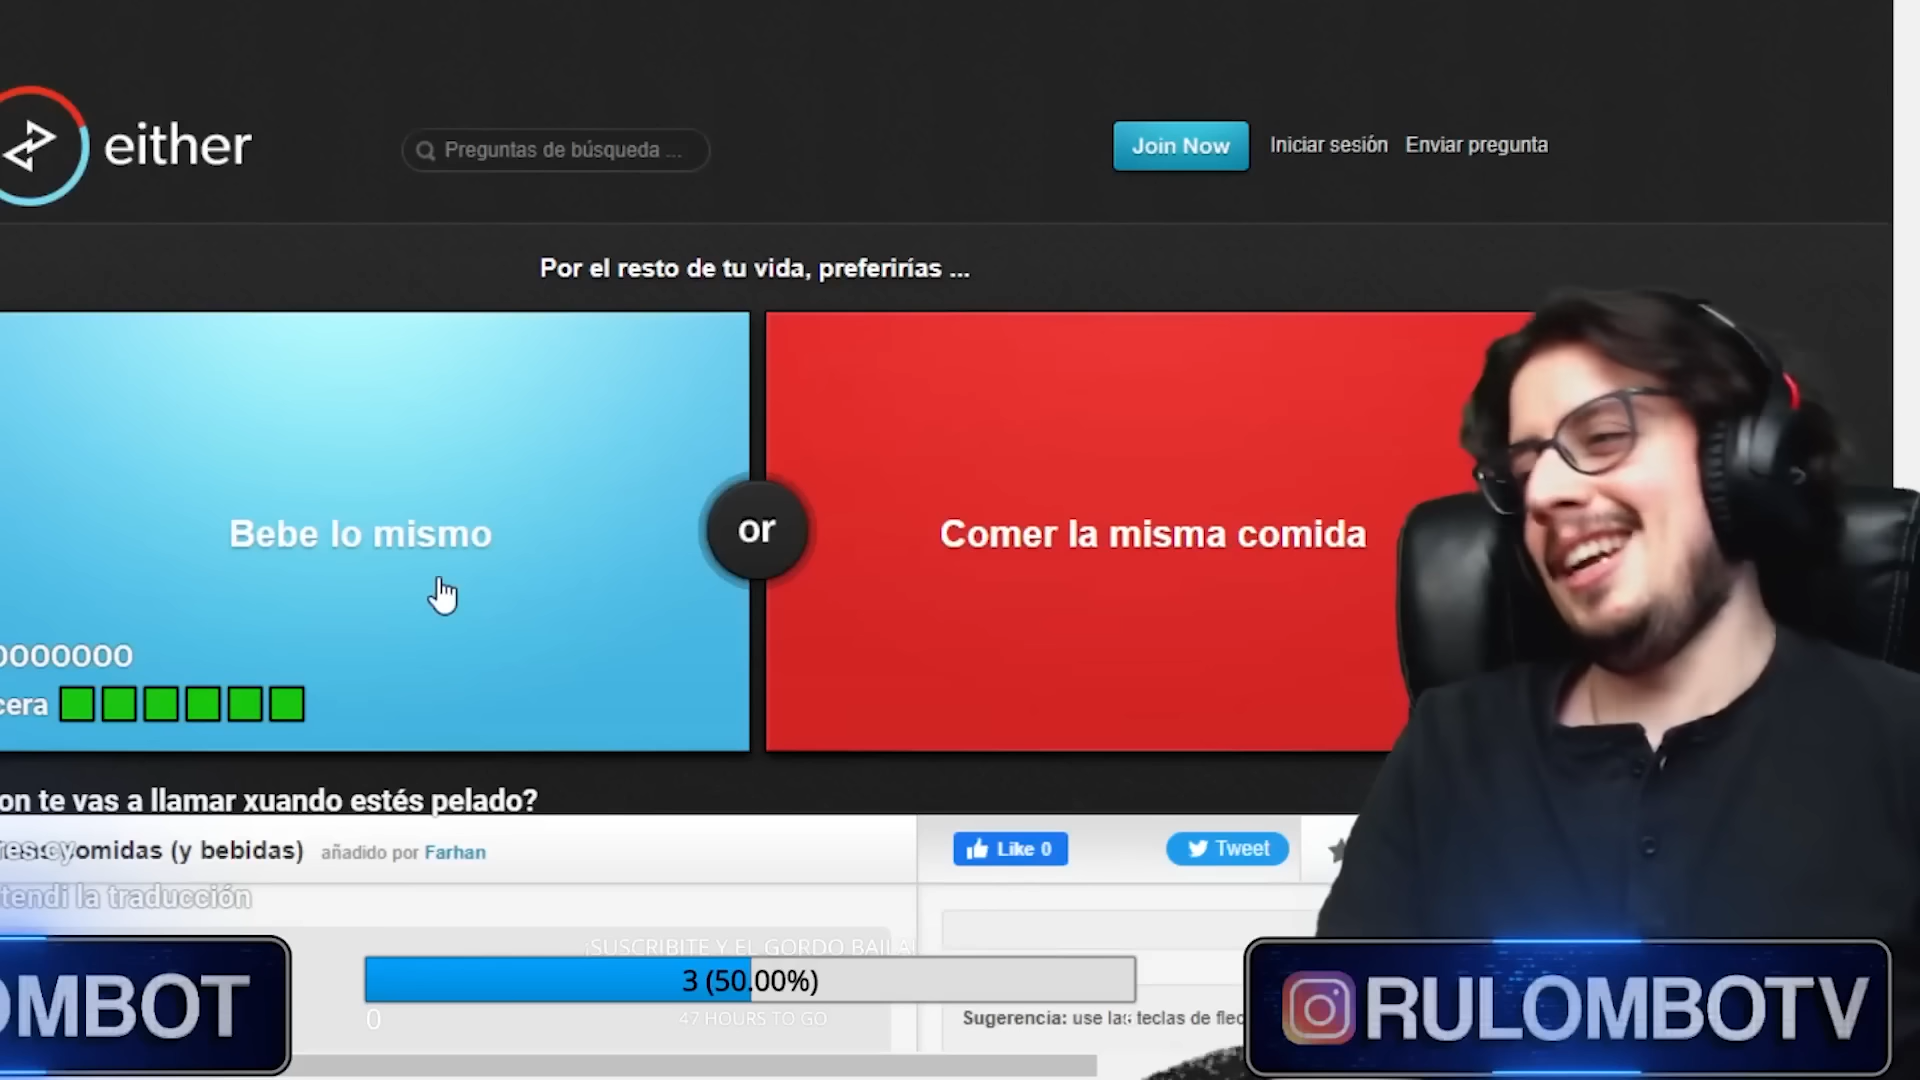 either
Preguntas de búsqueda ...
Join Now
Iniciar sesión
Enviar pregunta
Por el resto de tu vida, preferirías ...
Bebe lo mismo
or
Comer la misma comida
cera
on te vas a llamar xuando estés pelado?
omidas (y bebidas)
añadido por Farhan
Like 0
Tweet
tendi la traducción
¡SUSCRIBITE Y EL GORDO BAILA!
3 (50.00%)
0
47 HOURS TO GO
Sugerencia: use las teclas de flec
OMBOT
RULOMBOTV